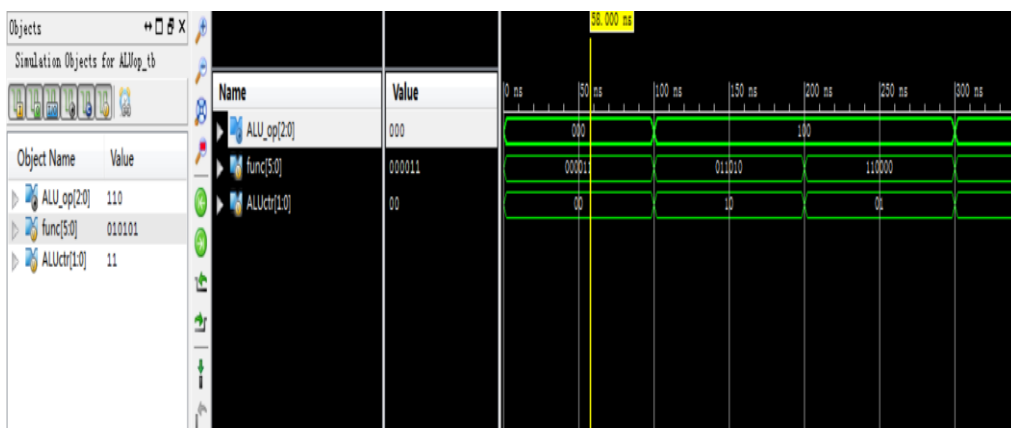 Objects
Simulation Objects for ALUop_tb
Object Name Value
ALU_op[2:0] 110
func[5:0] 010101
ALUctr[1:0] 11
58.000 ns
Name Value
0 ns 50 ns 100 ns 150 ns 200 ns 250 ns 300 ns
ALU_op[2:0] 000 000 100
func[5:0] 000011 000011 011010 110000
ALUctr[1:0] 00 00 10 01